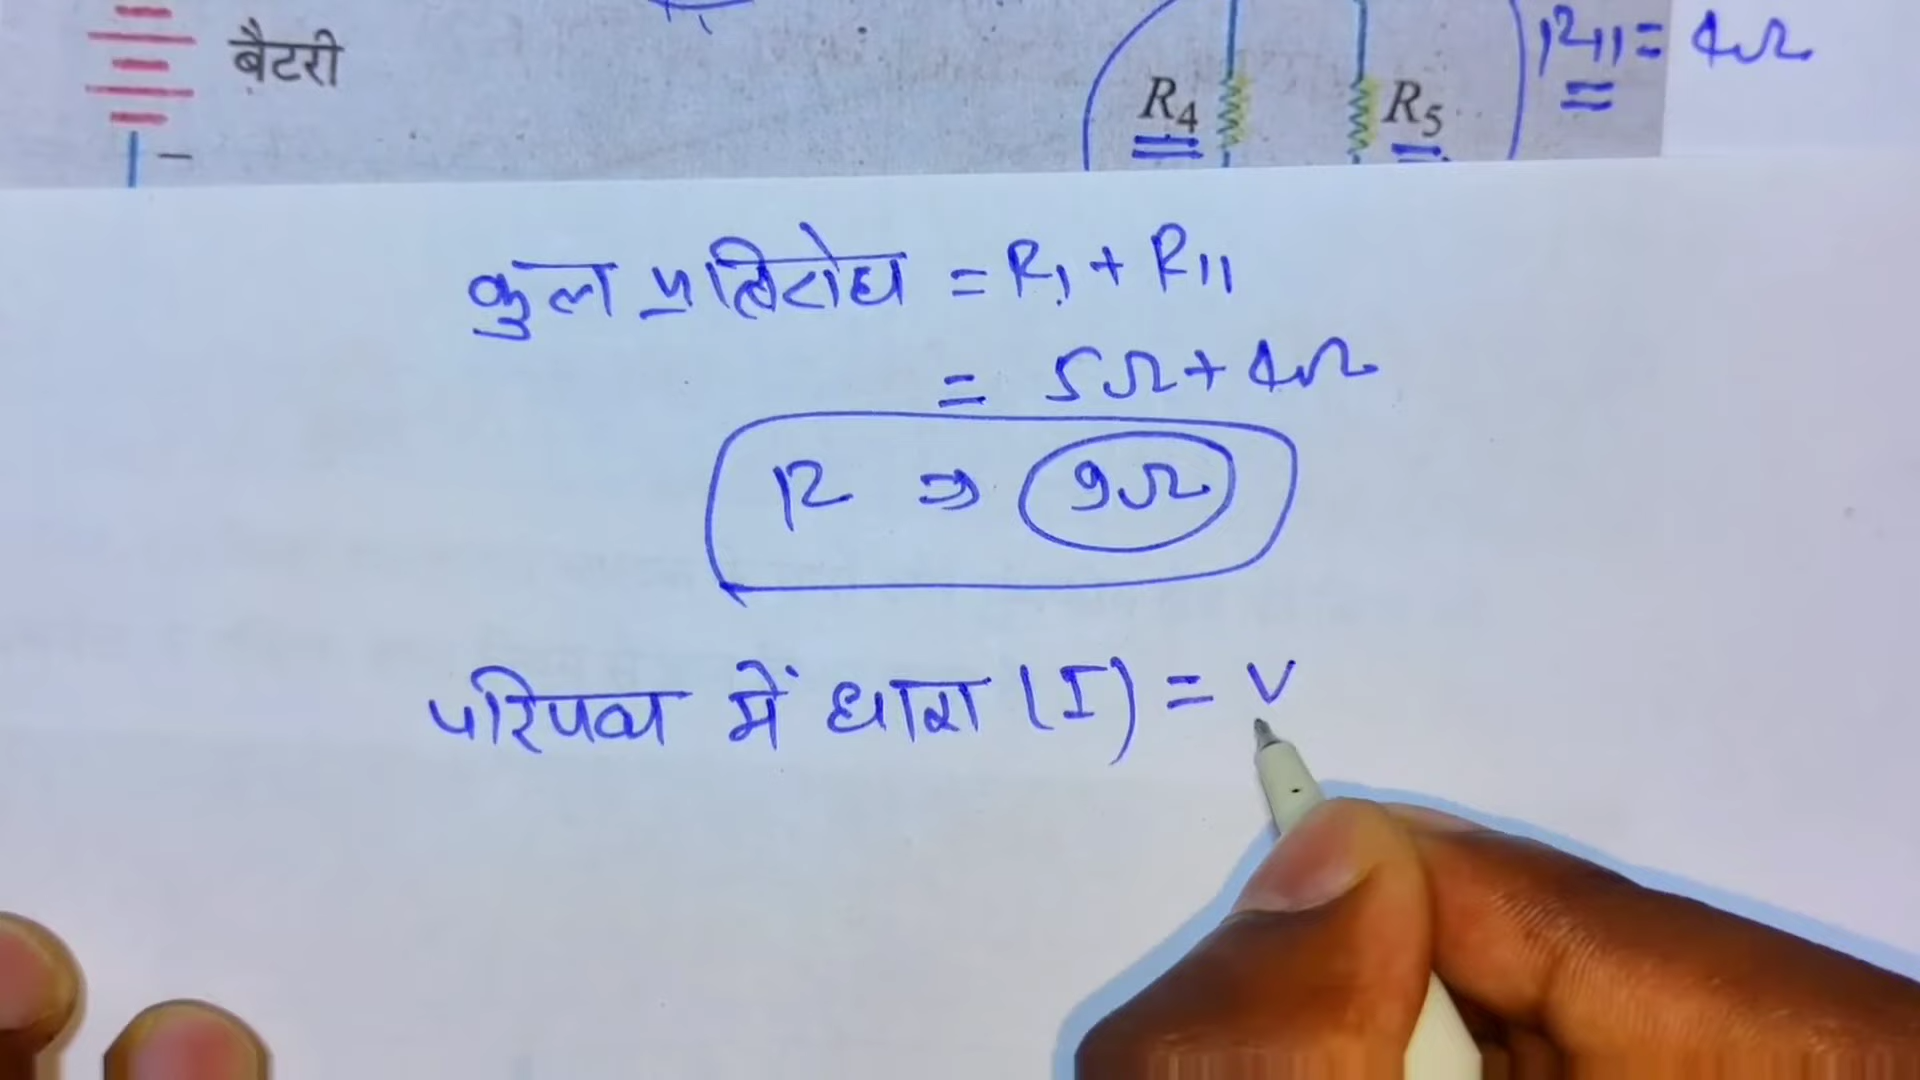 बैटरी
R4 R5
R11 = 4Ω
कुल प्रतिरोध = R1 + R11
= 5Ω + 4Ω
R ⇒ 9Ω
परिपथ में धारा (I) = V